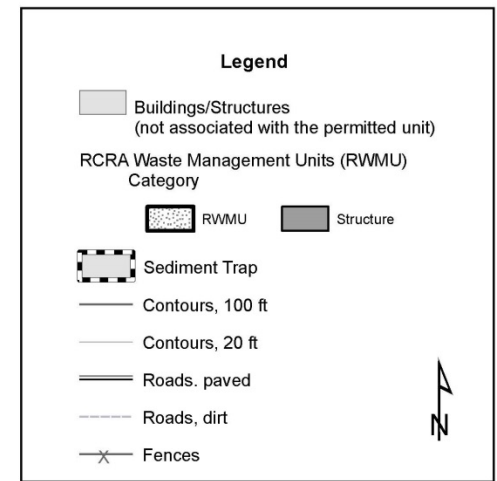 Legend
Buildings/Structures
(not associated with the permitted unit)
RCRA Waste Management Units (RWMU)
Category
RWMU Structure
Sediment Trap
Contours, 100 ft
Contours, 20 ft
Roads. paved
Roads, dirt
X Fences
N